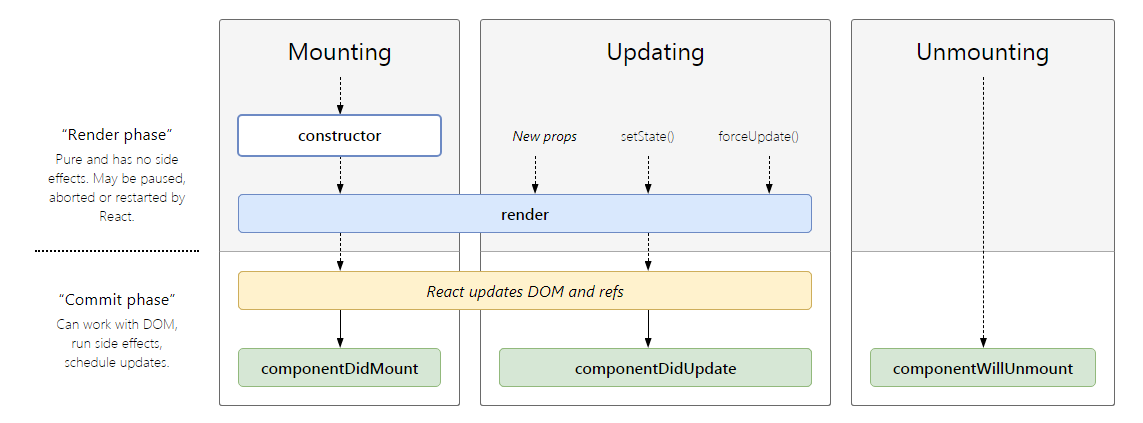 Mounting
Updating
Unmounting
“Render phase”
Pure and has no side
effects. May be paused,
aborted or restarted by
React.
constructor
New props
setState()
forceUpdate()
render
“Commit phase”
Can work with DOM,
run side effects,
schedule updates.
React updates DOM and refs
componentDidMount
componentDidUpdate
componentWillUnmount